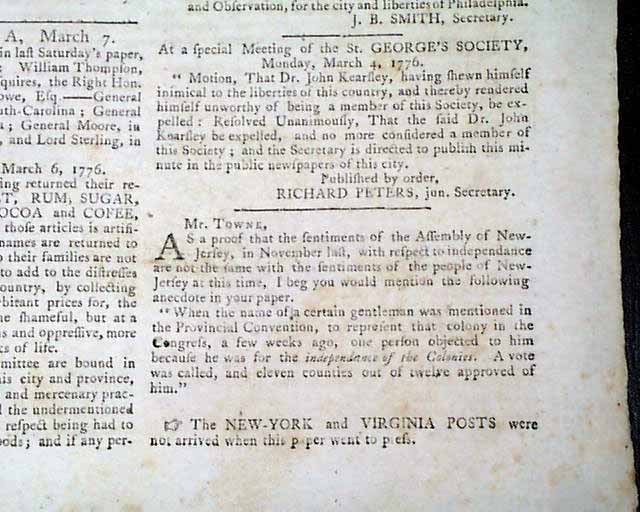 A, March 7.
in last Saturday's paper,
: William Thompson,
squires, the Right Hon.
owe, Esq.——General
uth-Carolina; General
a; General Moore, in
, and Lord Sterling, in
March 6, 1776.
ing returned their re-
T, RUM, SUGAR,
OCOA and COFEE,
those articles is artifi-
names are returned to
o their families are not
to add to the distresses
ountry, by collecting
rbitant prices for, the
ne shameful, but at a
ns and oppressive, more
ts of life.
mmittee are bound in
his city and province,
and mercenary prac-
d the undermentioned
respect being had to
oods; and if any per-
and Observation, for the city and liberties of Philadelphia.
J. B. SMITH, Secretary.
At a special Meeting of the St. GEORGE'S SOCIETY,
Monday, March 4, 1776.
"Motion, That Dr. John Kearsley, having shewn himself
inimical to the liberties of this country, and thereby rendered
himself unworthy of being a member of this Society, be ex-
pelled: Resolved Unanimously, That the said Dr. John
Kearsley be expelled, and no more considered a member of
this Society; and the Secretary is directed to publish this mi-
nute in the public newspapers of this city.
Published by order,
RICHARD PETERS, jun. Secretary.
Mr. TOWNE,
AS a proof that the sentiments of the Assembly of New-
Jersey, in November last, with respect to independance
are not the same with the sentiments of the people of New-
Jersey at this time, I beg you would mention the following
anecdote in your paper.
"When the name of a certain gentleman was mentioned in
the Provincial Convention, to represent that colony in the
Congress, a few weeks ago, one person objected to him
because he was for the independance of the Colonies. A vote
was called, and eleven counties out of twelve approved of
him."
☞ The NEW-YORK and VIRGINIA POSTS were
not arrived when this paper went to press.